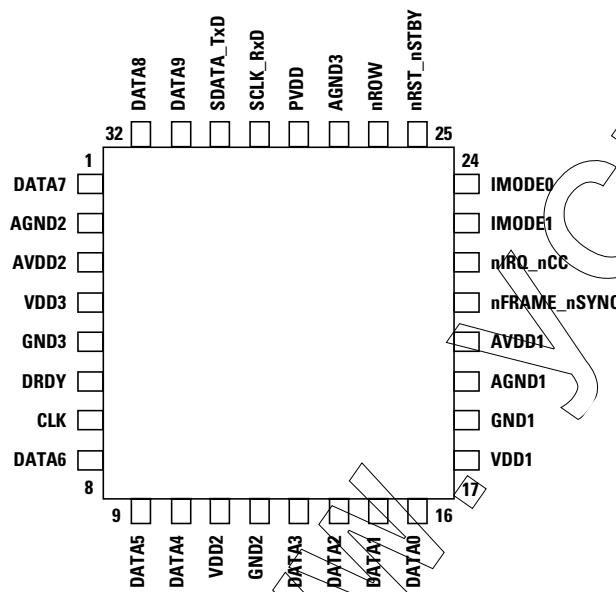 DATA8
DATA9
SDATA_TxD
SCLK_RxD
PVDD
AGND3
nROW
nRST_nSTBY
32
25
1
24
DATA7
AGND2
AVDD2
VDD3
GND3
DRDY
CLK
DATA6
IMODE0
IMODE1
nIRQ_nCC
nFRAME_nSYNC
AVDD1
AGND1
GND1
VDD1
8
17
9
16
DATA5
DATA4
VDD2
GND2
DATA3
DATA2
DATA1
DATA0